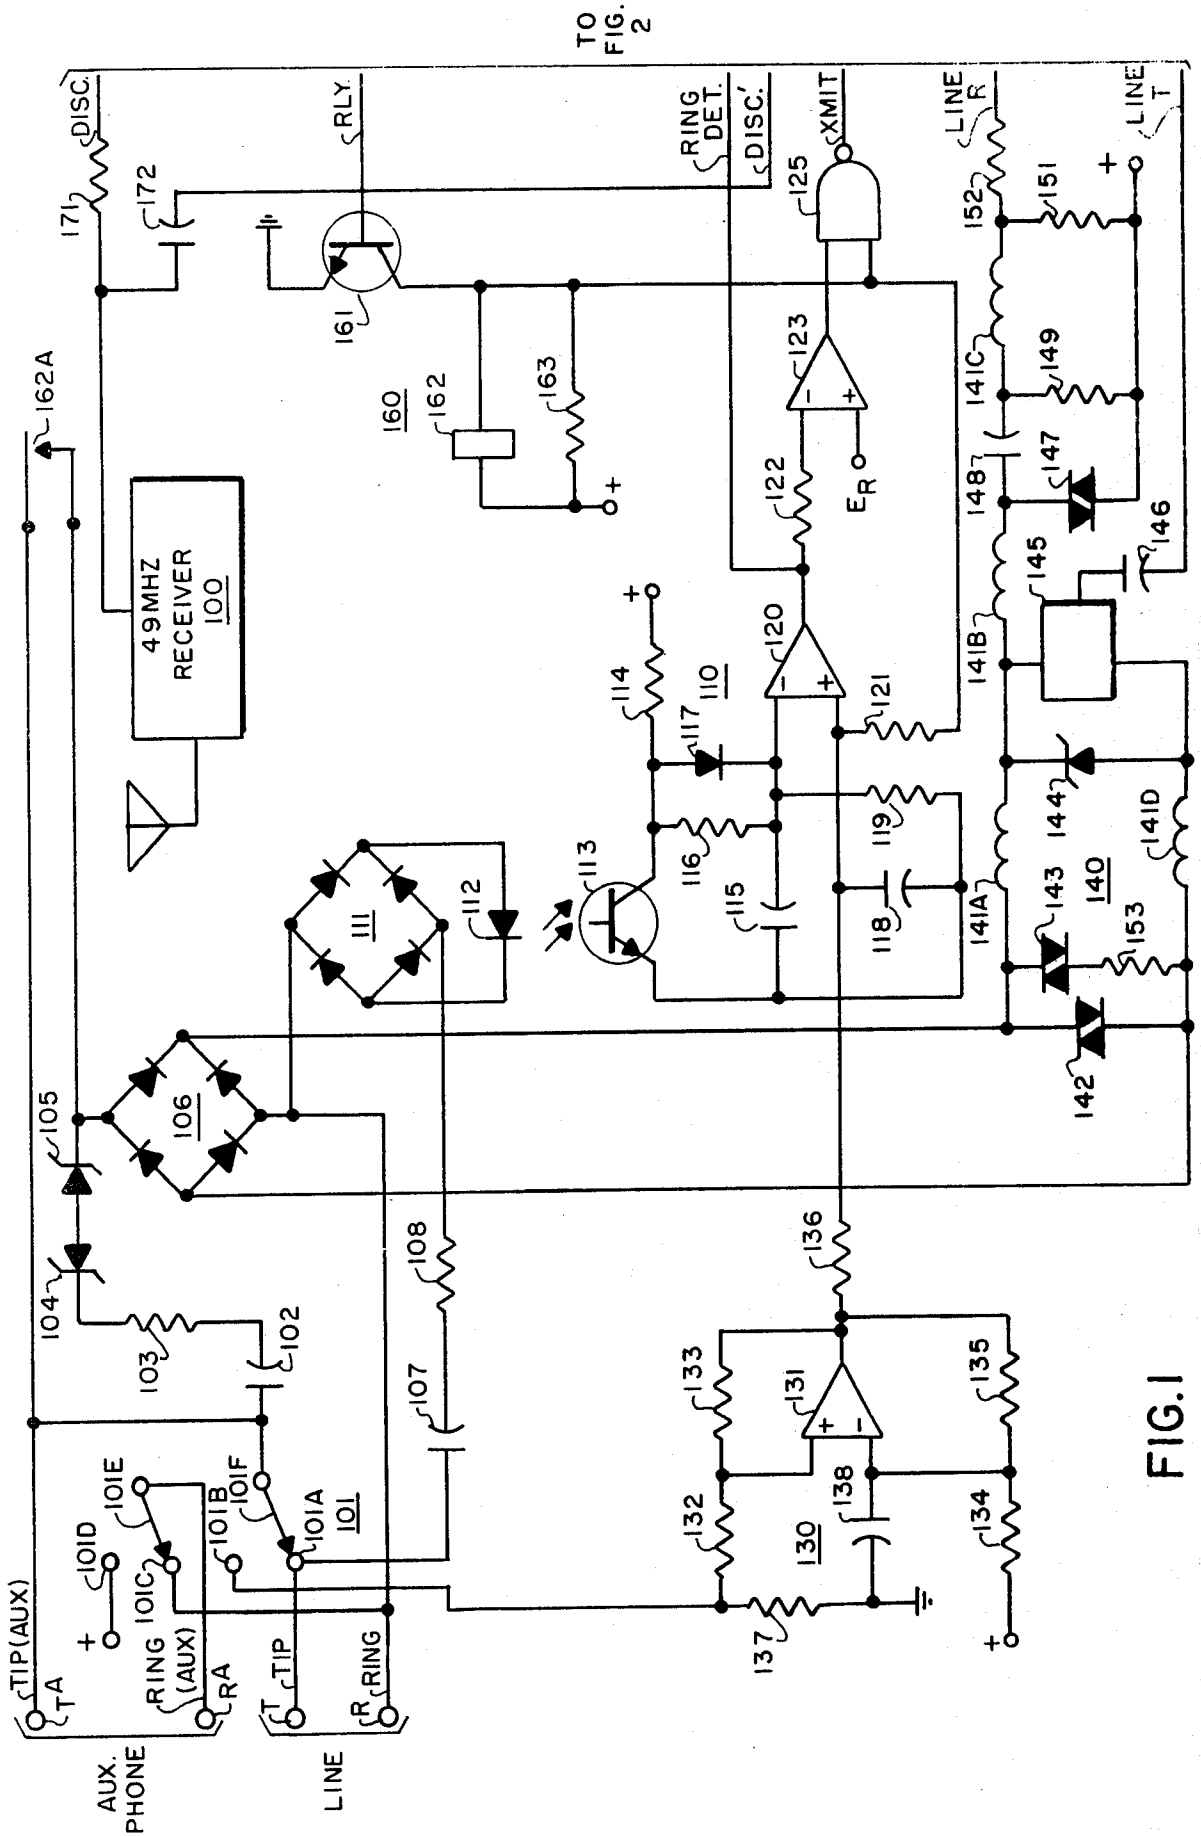 TO
FIG.
2
DISC.
171
172
RLY.
161
162A
49MHZ
RECEIVER
100
160
162
163
+
RING
DET.
DISC.'
XMIT
125
123
-
+
E R
122
120
-
+
121
110
114
+
117
116
113
115
118
119
LINE
R
LINE
T
152
151
+
141C
149
148
147
146
145
141B
144
141D
141A
143
140
153
142
105
104
106
111
112
103
102
108
107
136
133
131
+
-
135
132
138
130
134
137
+
TIP(AUX)
TA
AUX.
PHONE
RING
(AUX)
RA
+
101D
101E
101C
101B
101F
101A
101
T
TIP
R
RING
LINE
FIG.1